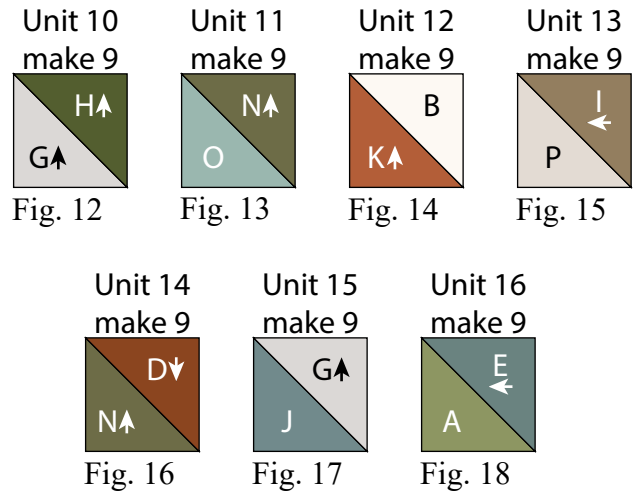 Unit 10
make 9
H
G
Fig. 12
Unit 11
make 9
N
O
Fig. 13
Unit 12
make 9
B
K
Fig. 14
Unit 13
make 9
I
P
Fig. 15
Unit 14
make 9
D
N
Fig. 16
Unit 15
make 9
G
J
Fig. 17
Unit 16
make 9
E
A
Fig. 18